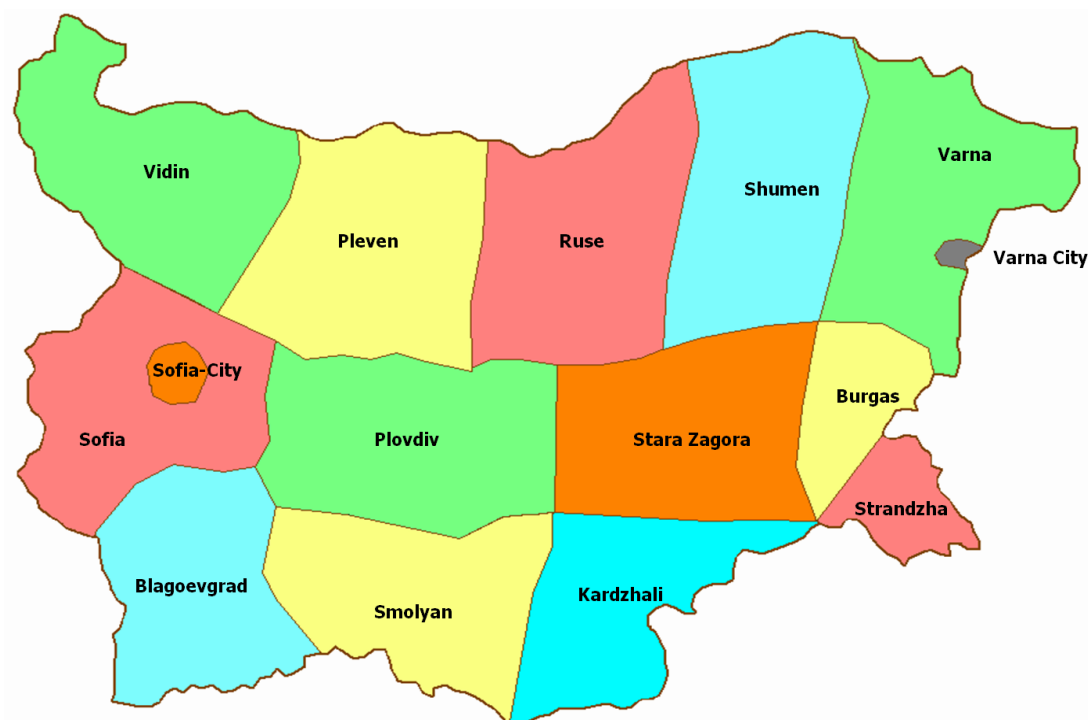 Varna
Vidin
Shumen
Pleven
Ruse
Varna City
Sofia-City
Burgas
Sofia
Plovdiv
Stara Zagora
Strandzha
Blagoevgrad
Kardzhali
Smolyan